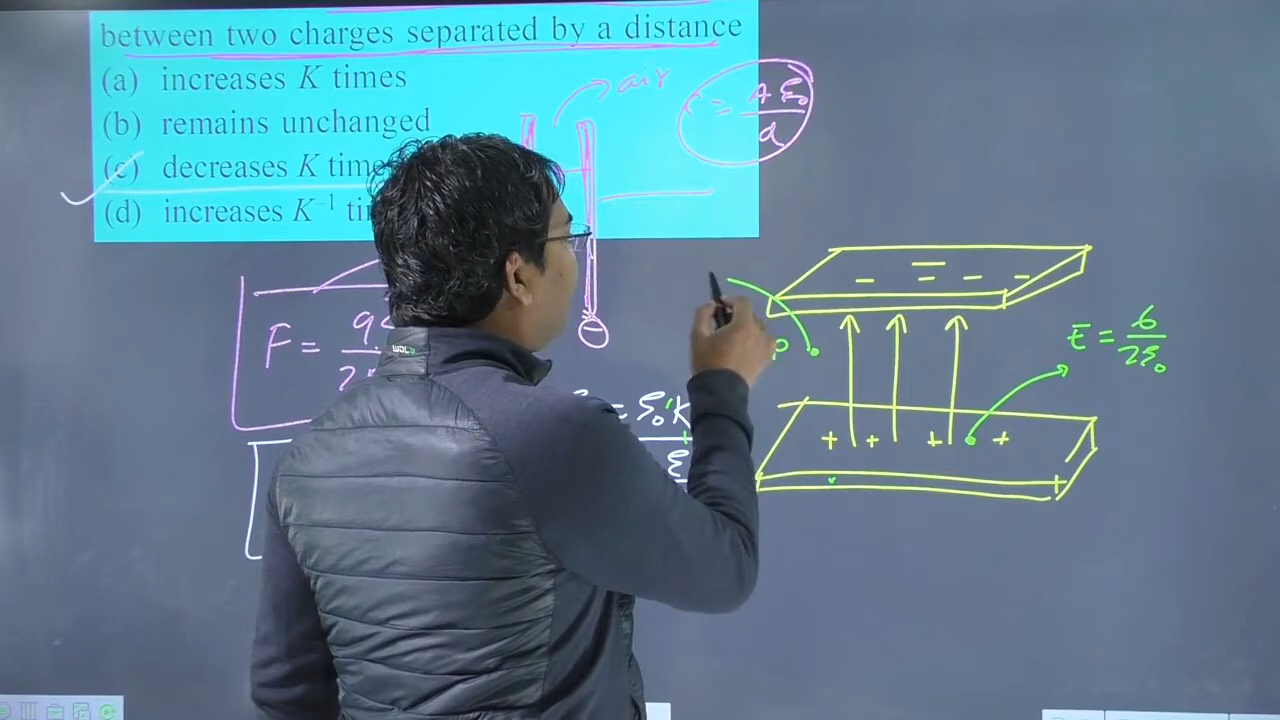 between two charges separated by a distance
(a) increases K times
(b) remains unchanged
(c) decreases K time
(d) increases K⁻¹ ti
air
= Aε₀/d
F =
= ε₀K
E = σ/2ε₀
− − − − −
+ + + + +